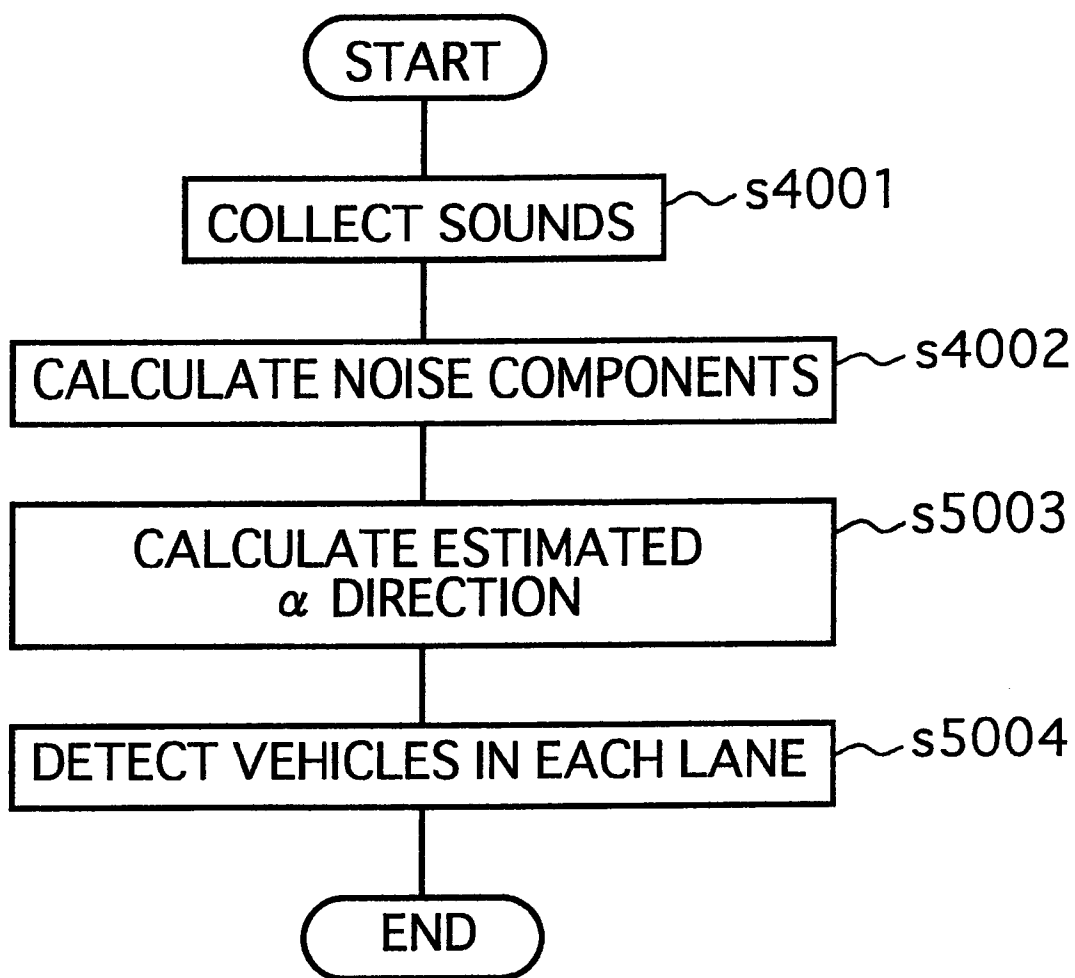 START
COLLECT SOUNDS
s4001
CALCULATE NOISE COMPONENTS
s4002
CALCULATE ESTIMATED
α DIRECTION
s5003
DETECT VEHICLES IN EACH LANE
s5004
END